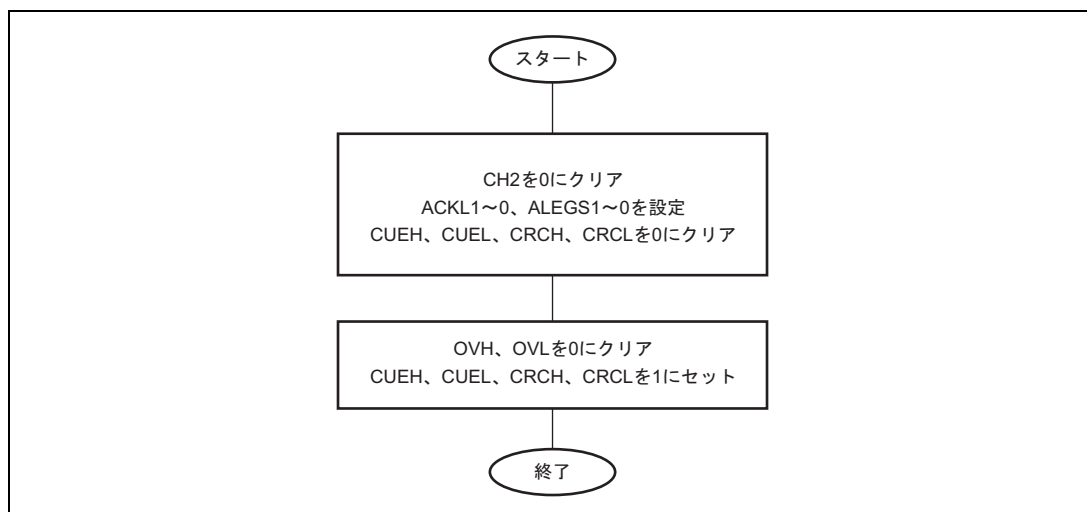 スタート
CH2を0にクリア
ACKL1～0、ALEGS1～0を設定
CUEH、CUEL、CRCH、CRCLを0にクリア
OVH、OVLを0にクリア
CUEH、CUEL、CRCH、CRCLを1にセット
終了